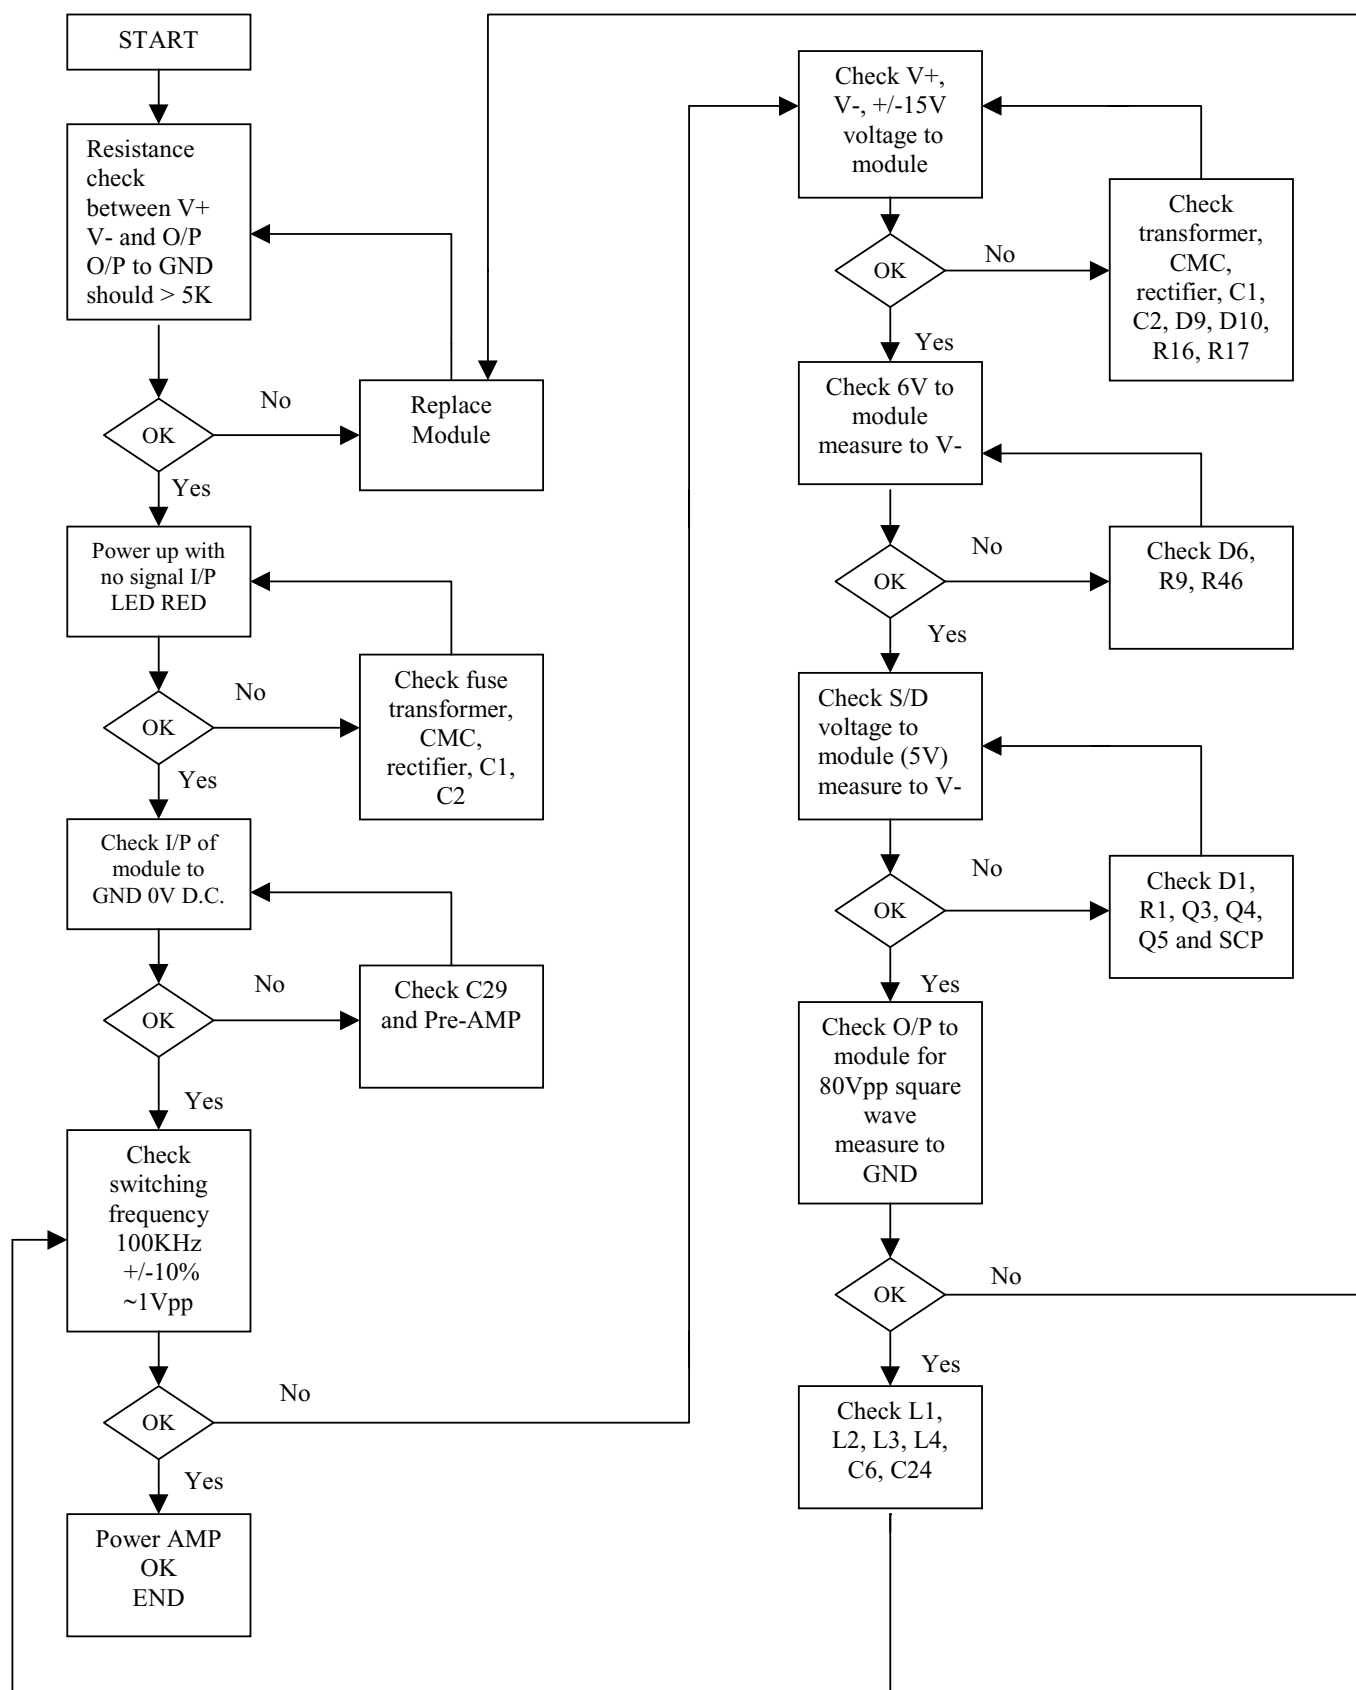 START
Resistance
check
between V+
V- and O/P
O/P to GND
should > 5K
OK
No
Replace
Module
Yes
Power up with
no signal I/P
LED RED
OK
No
Check fuse
transformer,
CMC,
rectifier, C1,
C2
Yes
Check I/P of
module to
GND 0V D.C.
OK
No
Check C29
and Pre-AMP
Yes
Check
switching
frequency
100KHz
+/-10%
~1Vpp
OK
No
Yes
Power AMP
OK
END
Check V+,
V-, +/-15V
voltage to
module
OK
No
Check
transformer,
CMC,
rectifier, C1,
C2, D9, D10,
R16, R17
Yes
Check 6V to
module
measure to V-
OK
No
Check D6,
R9, R46
Yes
Check S/D
voltage to
module (5V)
measure to V-
OK
No
Check D1,
R1, Q3, Q4,
Q5 and SCP
Yes
Check O/P to
module for
80Vpp square
wave
measure to
GND
OK
No
Yes
Check L1,
L2, L3, L4,
C6, C24